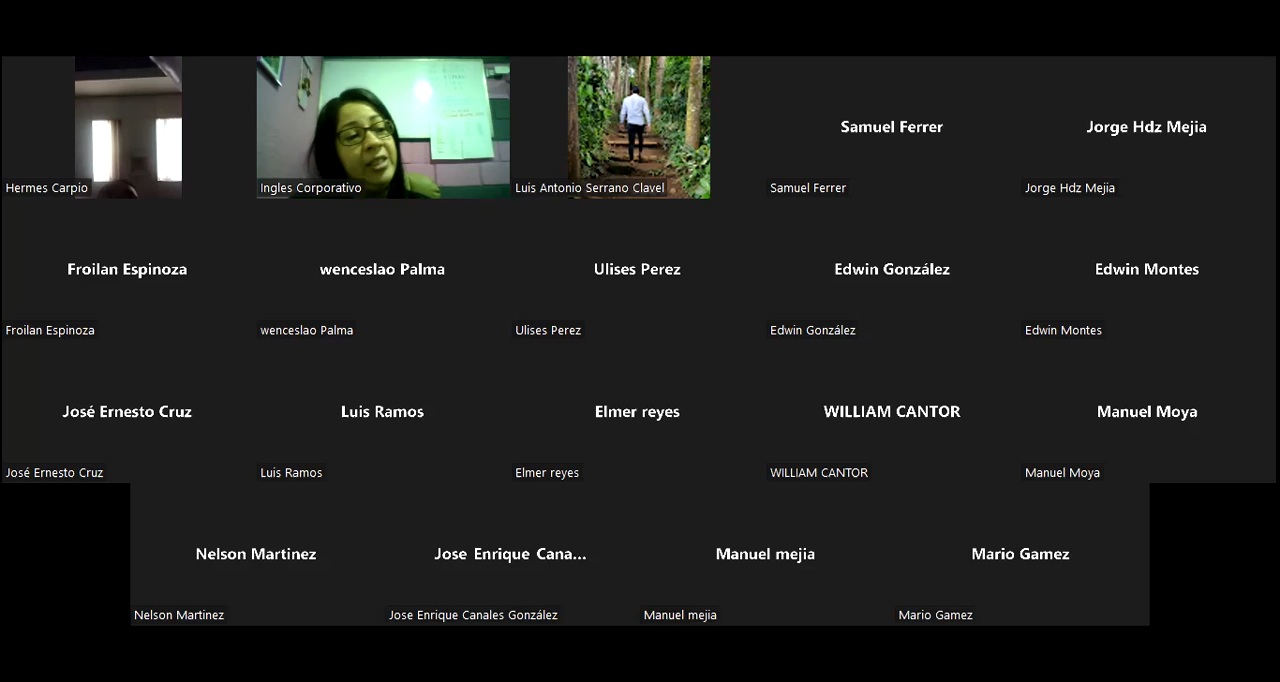 Samuel Ferrer
Jorge Hdz Mejia
Hermes Carpio
Ingles Corporativo
Luis Antonio Serrano Clavel
Samuel Ferrer
Jorge Hdz Mejia
Froilan Espinoza
wenceslao Palma
Ulises Perez
Edwin González
Edwin Montes
Froilan Espinoza
wenceslao Palma
Ulises Perez
Edwin González
Edwin Montes
José Ernesto Cruz
Luis Ramos
Elmer reyes
WILLIAM CANTOR
Manuel Moya
José Ernesto Cruz
Luis Ramos
Elmer reyes
WILLIAM CANTOR
Manuel Moya
Nelson Martinez
Jose Enrique Cana...
Manuel mejia
Mario Gamez
Nelson Martinez
Jose Enrique Canales González
Manuel mejia
Mario Gamez